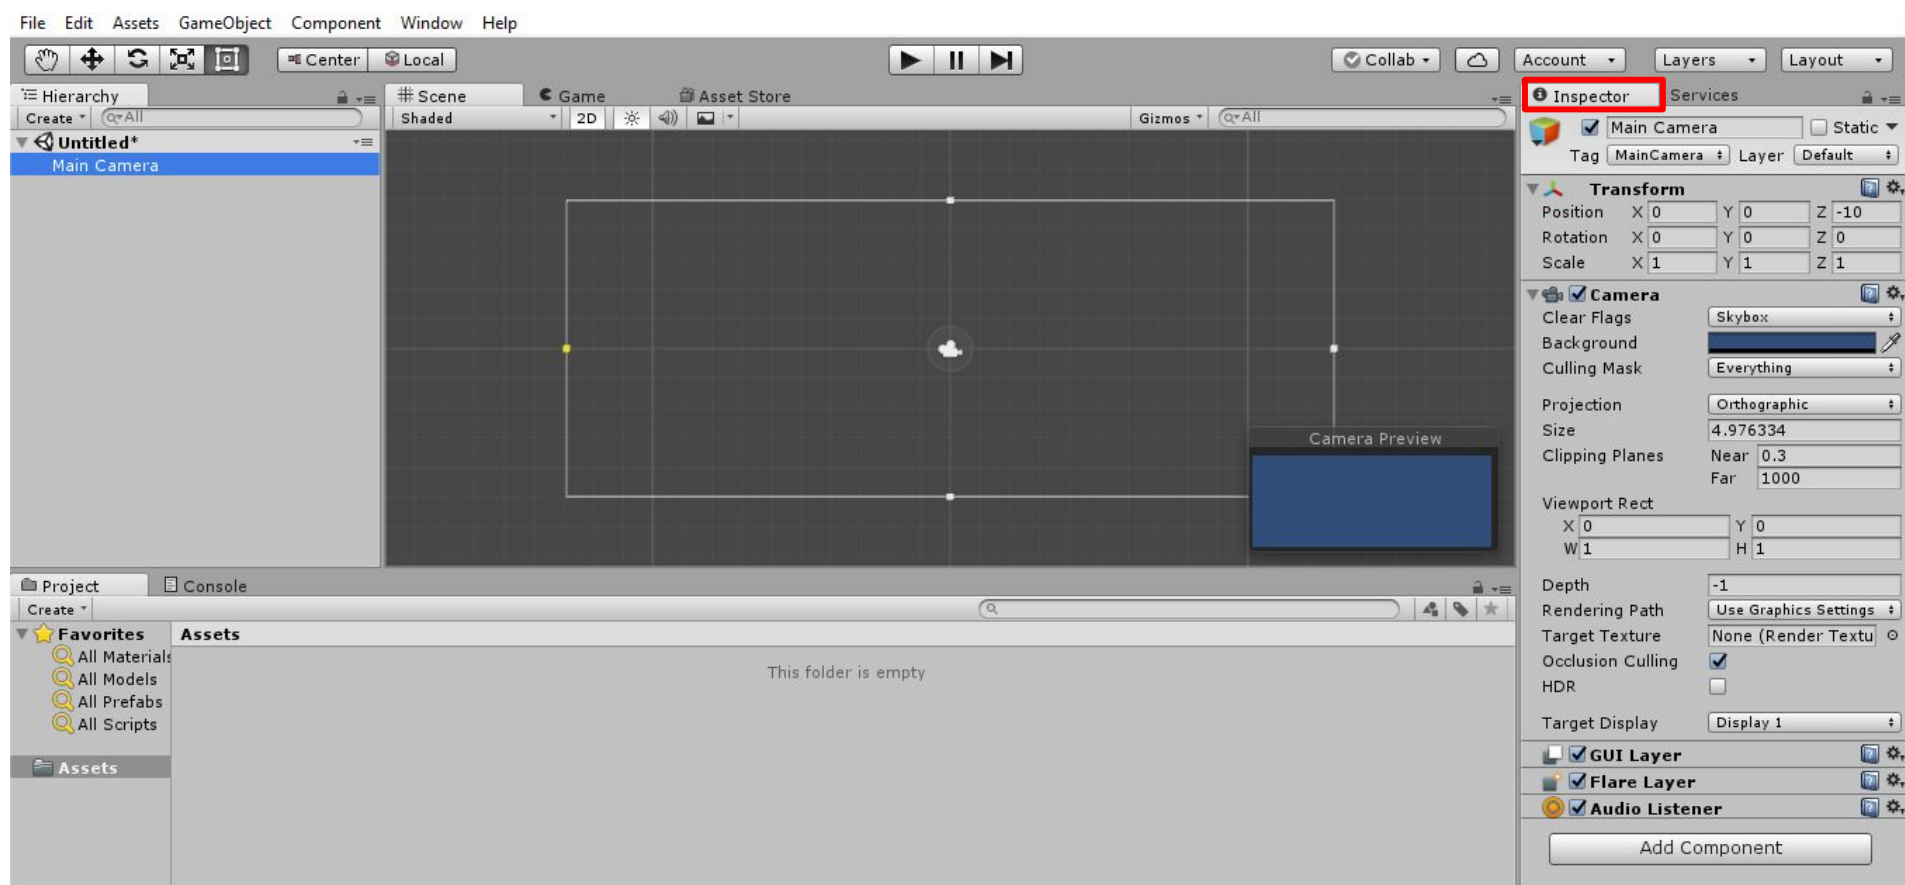 File Edit Assets GameObject Component Window Help
Center Local Collab Account Layers Layout
Hierarchy
Create All
Untitled*
Main Camera
Scene Game Asset Store
Shaded 2D Gizmos All
Camera Preview
Inspector Services
Main Camera Static
Tag MainCamera Layer Default
Transform
Position X 0 Y 0 Z -10
Rotation X 0 Y 0 Z 0
Scale X 1 Y 1 Z 1
Camera
Clear Flags Skybox
Background
Culling Mask Everything
Projection Orthographic
Size 4.976334
Clipping Planes Near 0.3
Far 1000
Viewport Rect
X 0 Y 0
W 1 H 1
Depth -1
Rendering Path Use Graphics Settings
Target Texture None (Render Textu
Occlusion Culling
HDR
Target Display Display 1
GUI Layer
Flare Layer
Audio Listener
Add Component
Project Console
Create
Favorites
All Materials
All Models
All Prefabs
All Scripts
Assets
Assets
This folder is empty